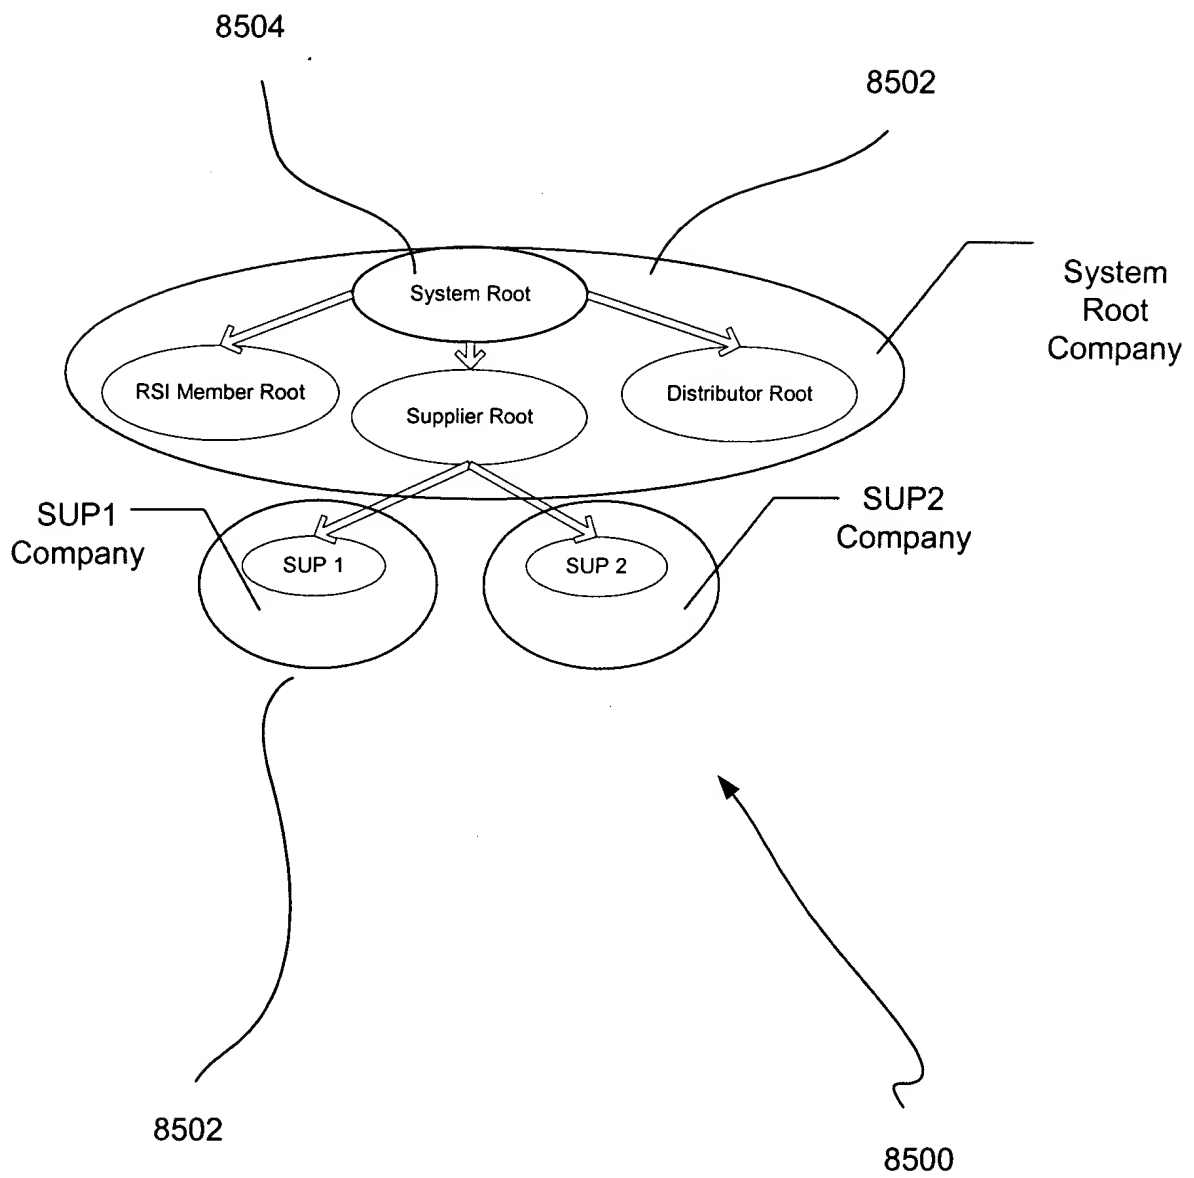 8504
8502
System
Root
Company
System Root
RSI Member Root
Supplier Root
Distributor Root
SUP1
Company
SUP2
Company
SUP 1
SUP 2
8502
8500